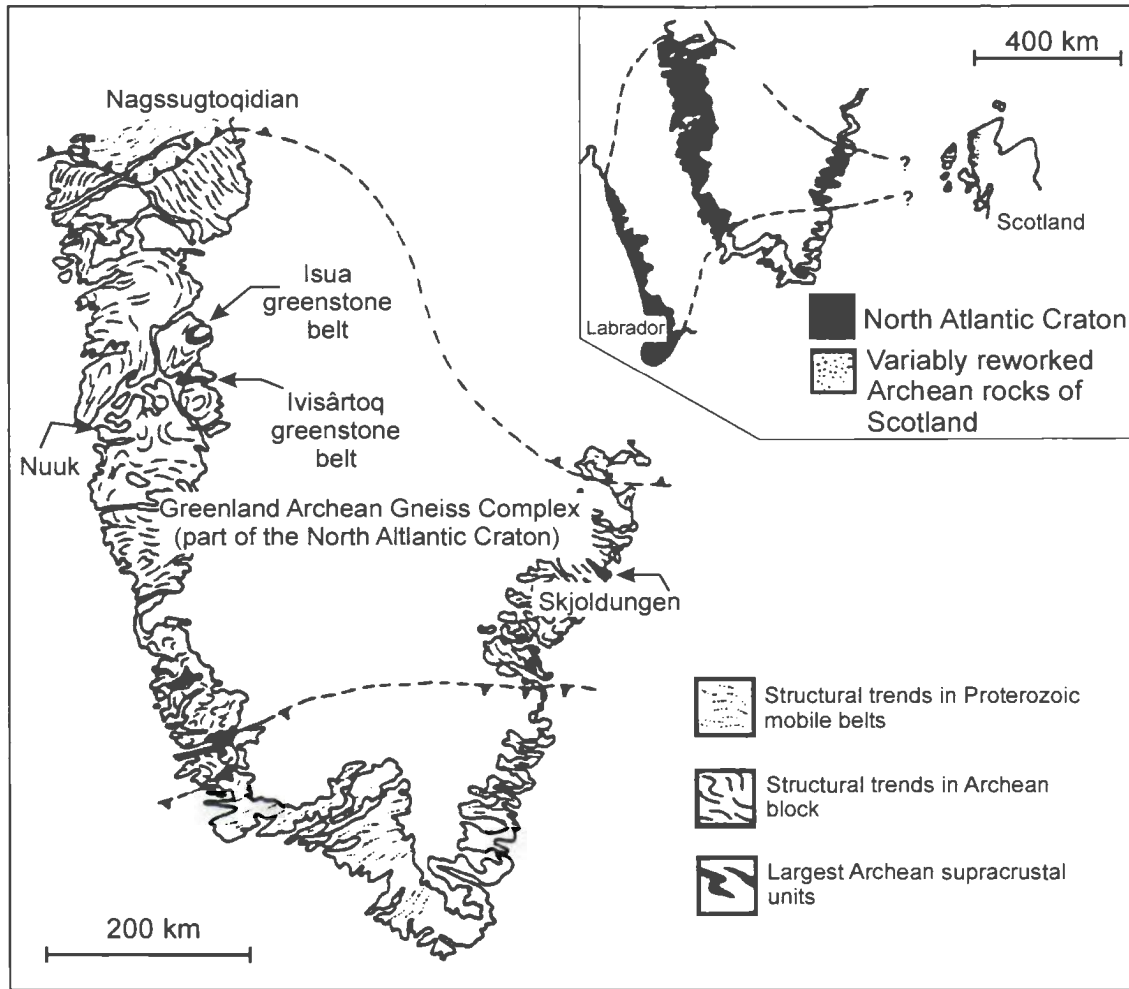 Nagssugtoqidian
Isua
greenstone
belt
Ivisârtoq
greenstone
belt
Nuuk
Greenland Archean Gneiss Complex
(part of the North Altlantic Craton)
Skjoldungen
200 km
400 km
?
?
Scotland
Labrador
North Atlantic Craton
Variably reworked
Archean rocks of
Scotland
Structural trends in Proterozoic
mobile belts
Structural trends in Archean
block
Largest Archean supracrustal
units